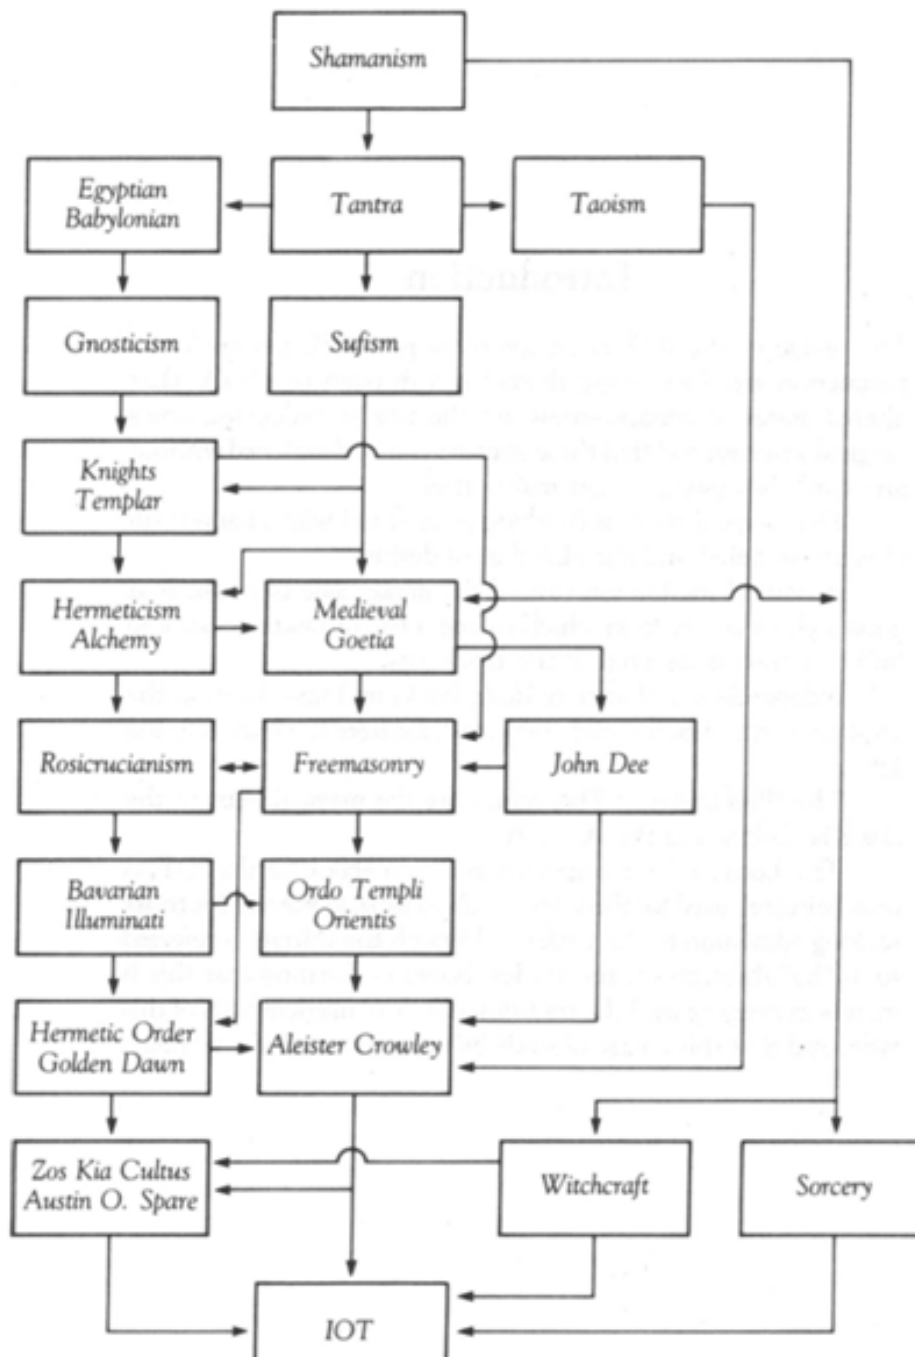 Shamanism
Egyptian
Babylonian
Tantra
Taoism
Introduction
Gnosticism
Sufism
Knights
Templar
Hermeticism
Alchemy
Medieval
Goetia
Rosicrucianism
Freemasonry
John Dee
Bavarian
Illuminati
Ordo Templi
Orientis
Hermetic Order
Golden Dawn
Aleister Crowley
Zos Kia Cultus
Austin O. Spare
Witchcraft
Sorcery
IOT